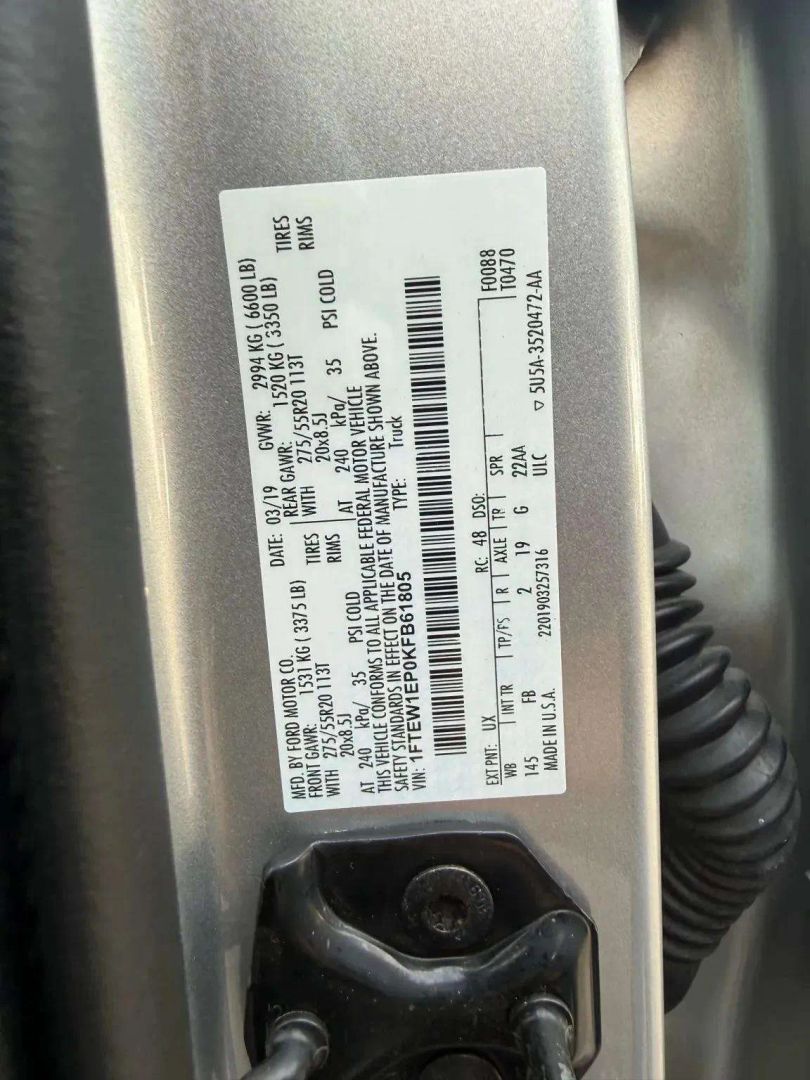 MFD. BY FORD MOTOR CO. DATE: 03/19 GVWR: 2994 KG ( 6600 LB)
FRONT GAWR: 1531 KG ( 3375 LB) REAR GAWR: 1520 KG ( 3350 LB)
WITH 275/55R20 113T TIRES WITH 275/55R20 113T TIRES
20x8.5J RIMS 20x8.5J RIMS
AT 240 kPa/ 35 PSI COLD AT 240 kPa/ 35 PSI COLD
THIS VEHICLE CONFORMS TO ALL APPLICABLE FEDERAL MOTOR VEHICLE
SAFETY STANDARDS IN EFFECT ON THE DATE OF MANUFACTURE SHOWN ABOVE.
VIN: 1FTEW1EP0KFB61805 TYPE: Truck
F0088
T0470
EXT PNT: UX RC: 48 DSO:
WB INT TR TP/PS R AXLE TR SPR
145 FB 2 19 G 22AA
MADE IN U.S.A. 2201903257316 ULC ▽ 5U5A-3520472-AA